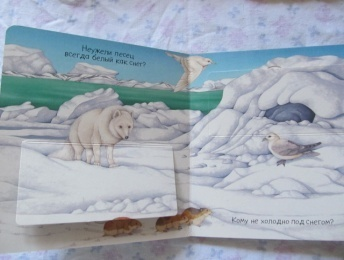 Неужели песец
всегда белый как снег?
Кому не холодно под снегом?